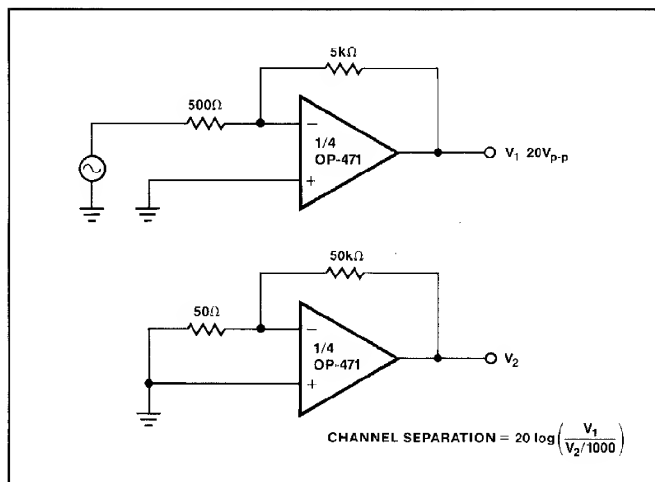 5kΩ
500Ω
−
1/4
OP-471
+
V₁ 20Vp-p
50kΩ
50Ω
−
1/4
OP-471
+
V₂
CHANNEL SEPARATION = 20 log(V₁ / V₂/1000)